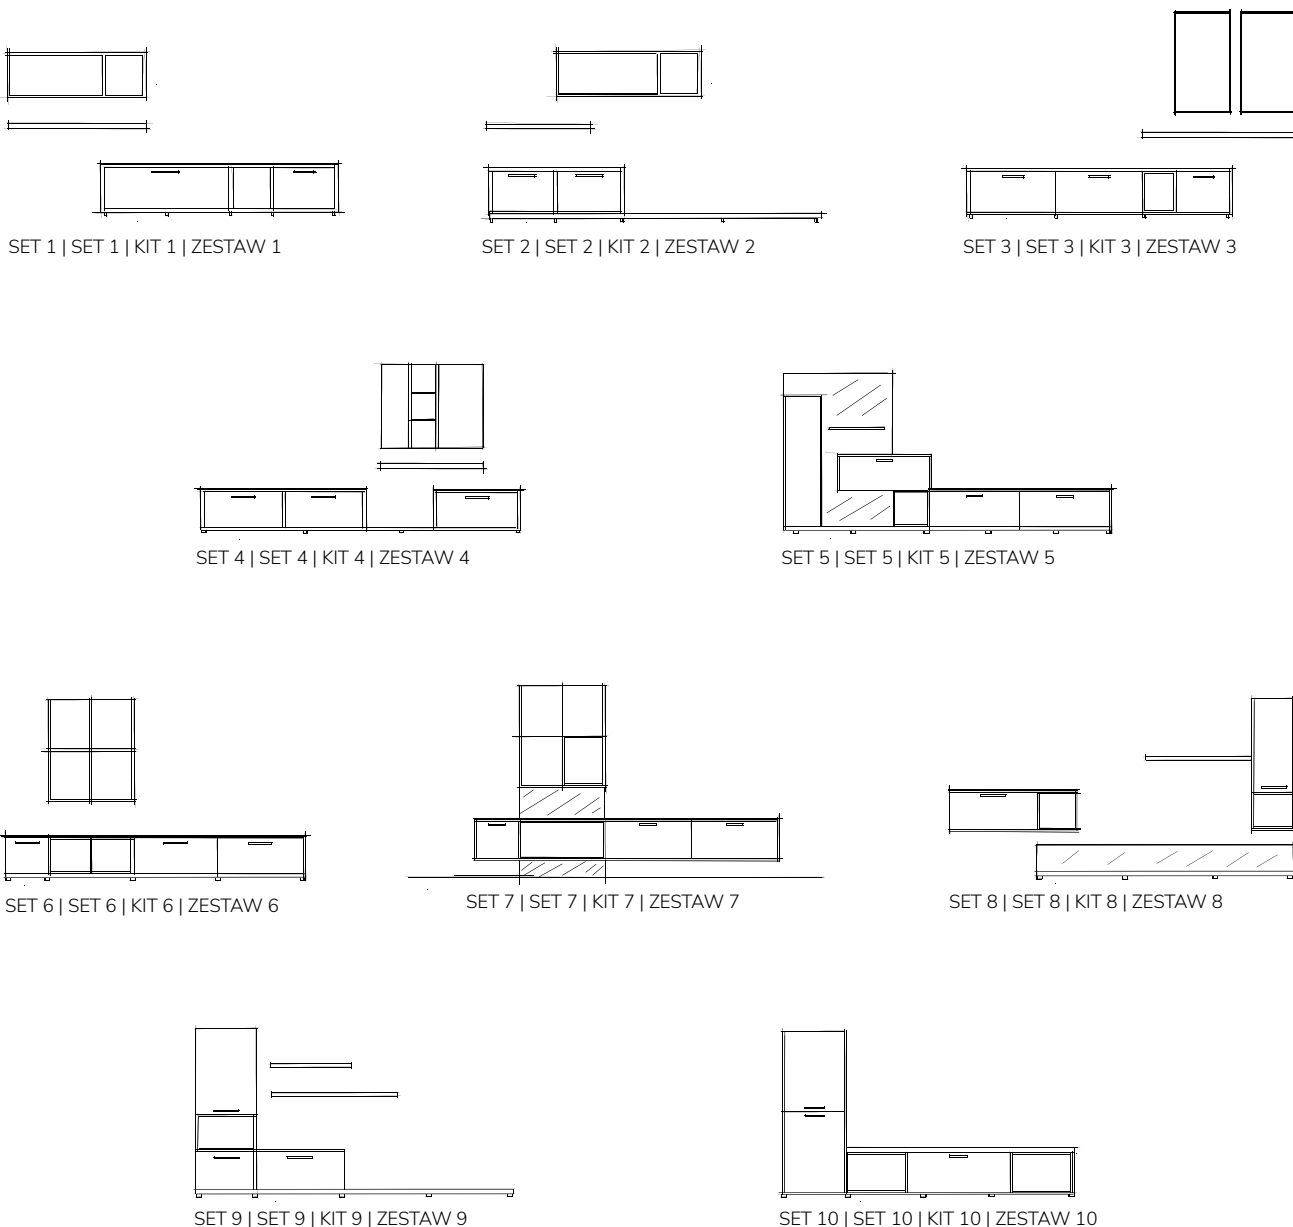 SET 1 | SET 1 | KIT 1 | ZESTAW 1
SET 2 | SET 2 | KIT 2 | ZESTAW 2
SET 3 | SET 3 | KIT 3 | ZESTAW 3
SET 4 | SET 4 | KIT 4 | ZESTAW 4
SET 5 | SET 5 | KIT 5 | ZESTAW 5
SET 6 | SET 6 | KIT 6 | ZESTAW 6
SET 7 | SET 7 | KIT 7 | ZESTAW 7
SET 8 | SET 8 | KIT 8 | ZESTAW 8
SET 9 | SET 9 | KIT 9 | ZESTAW 9
SET 10 | SET 10 | KIT 10 | ZESTAW 10